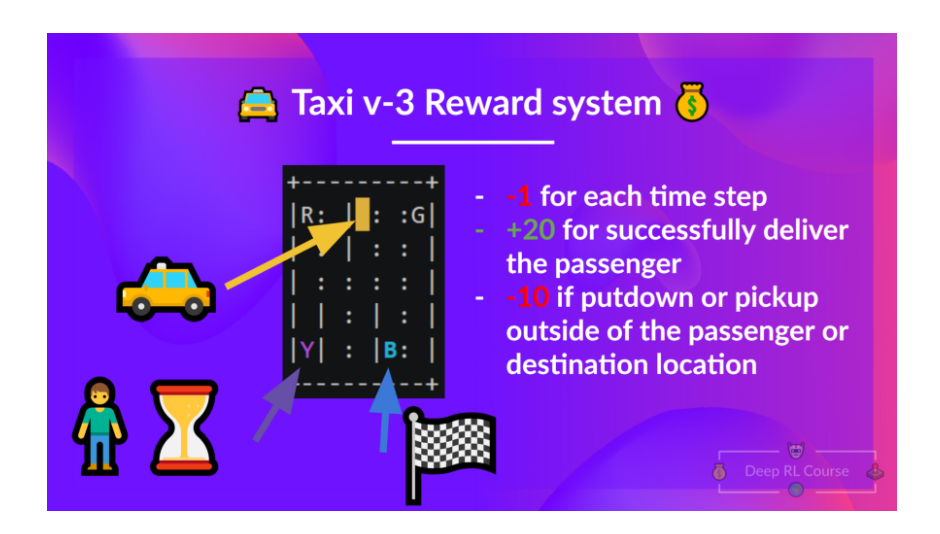 Taxi v-3 Reward system
+---------+
|R: | : :G|
| : | : : |
| : : : : |
| | : | : |
|Y| : |B: |
+---------+
- -1 for each time step
- +20 for successfully deliver
the passenger
- -10 if putdown or pickup
outside of the passenger or
destination location
Deep RL Course